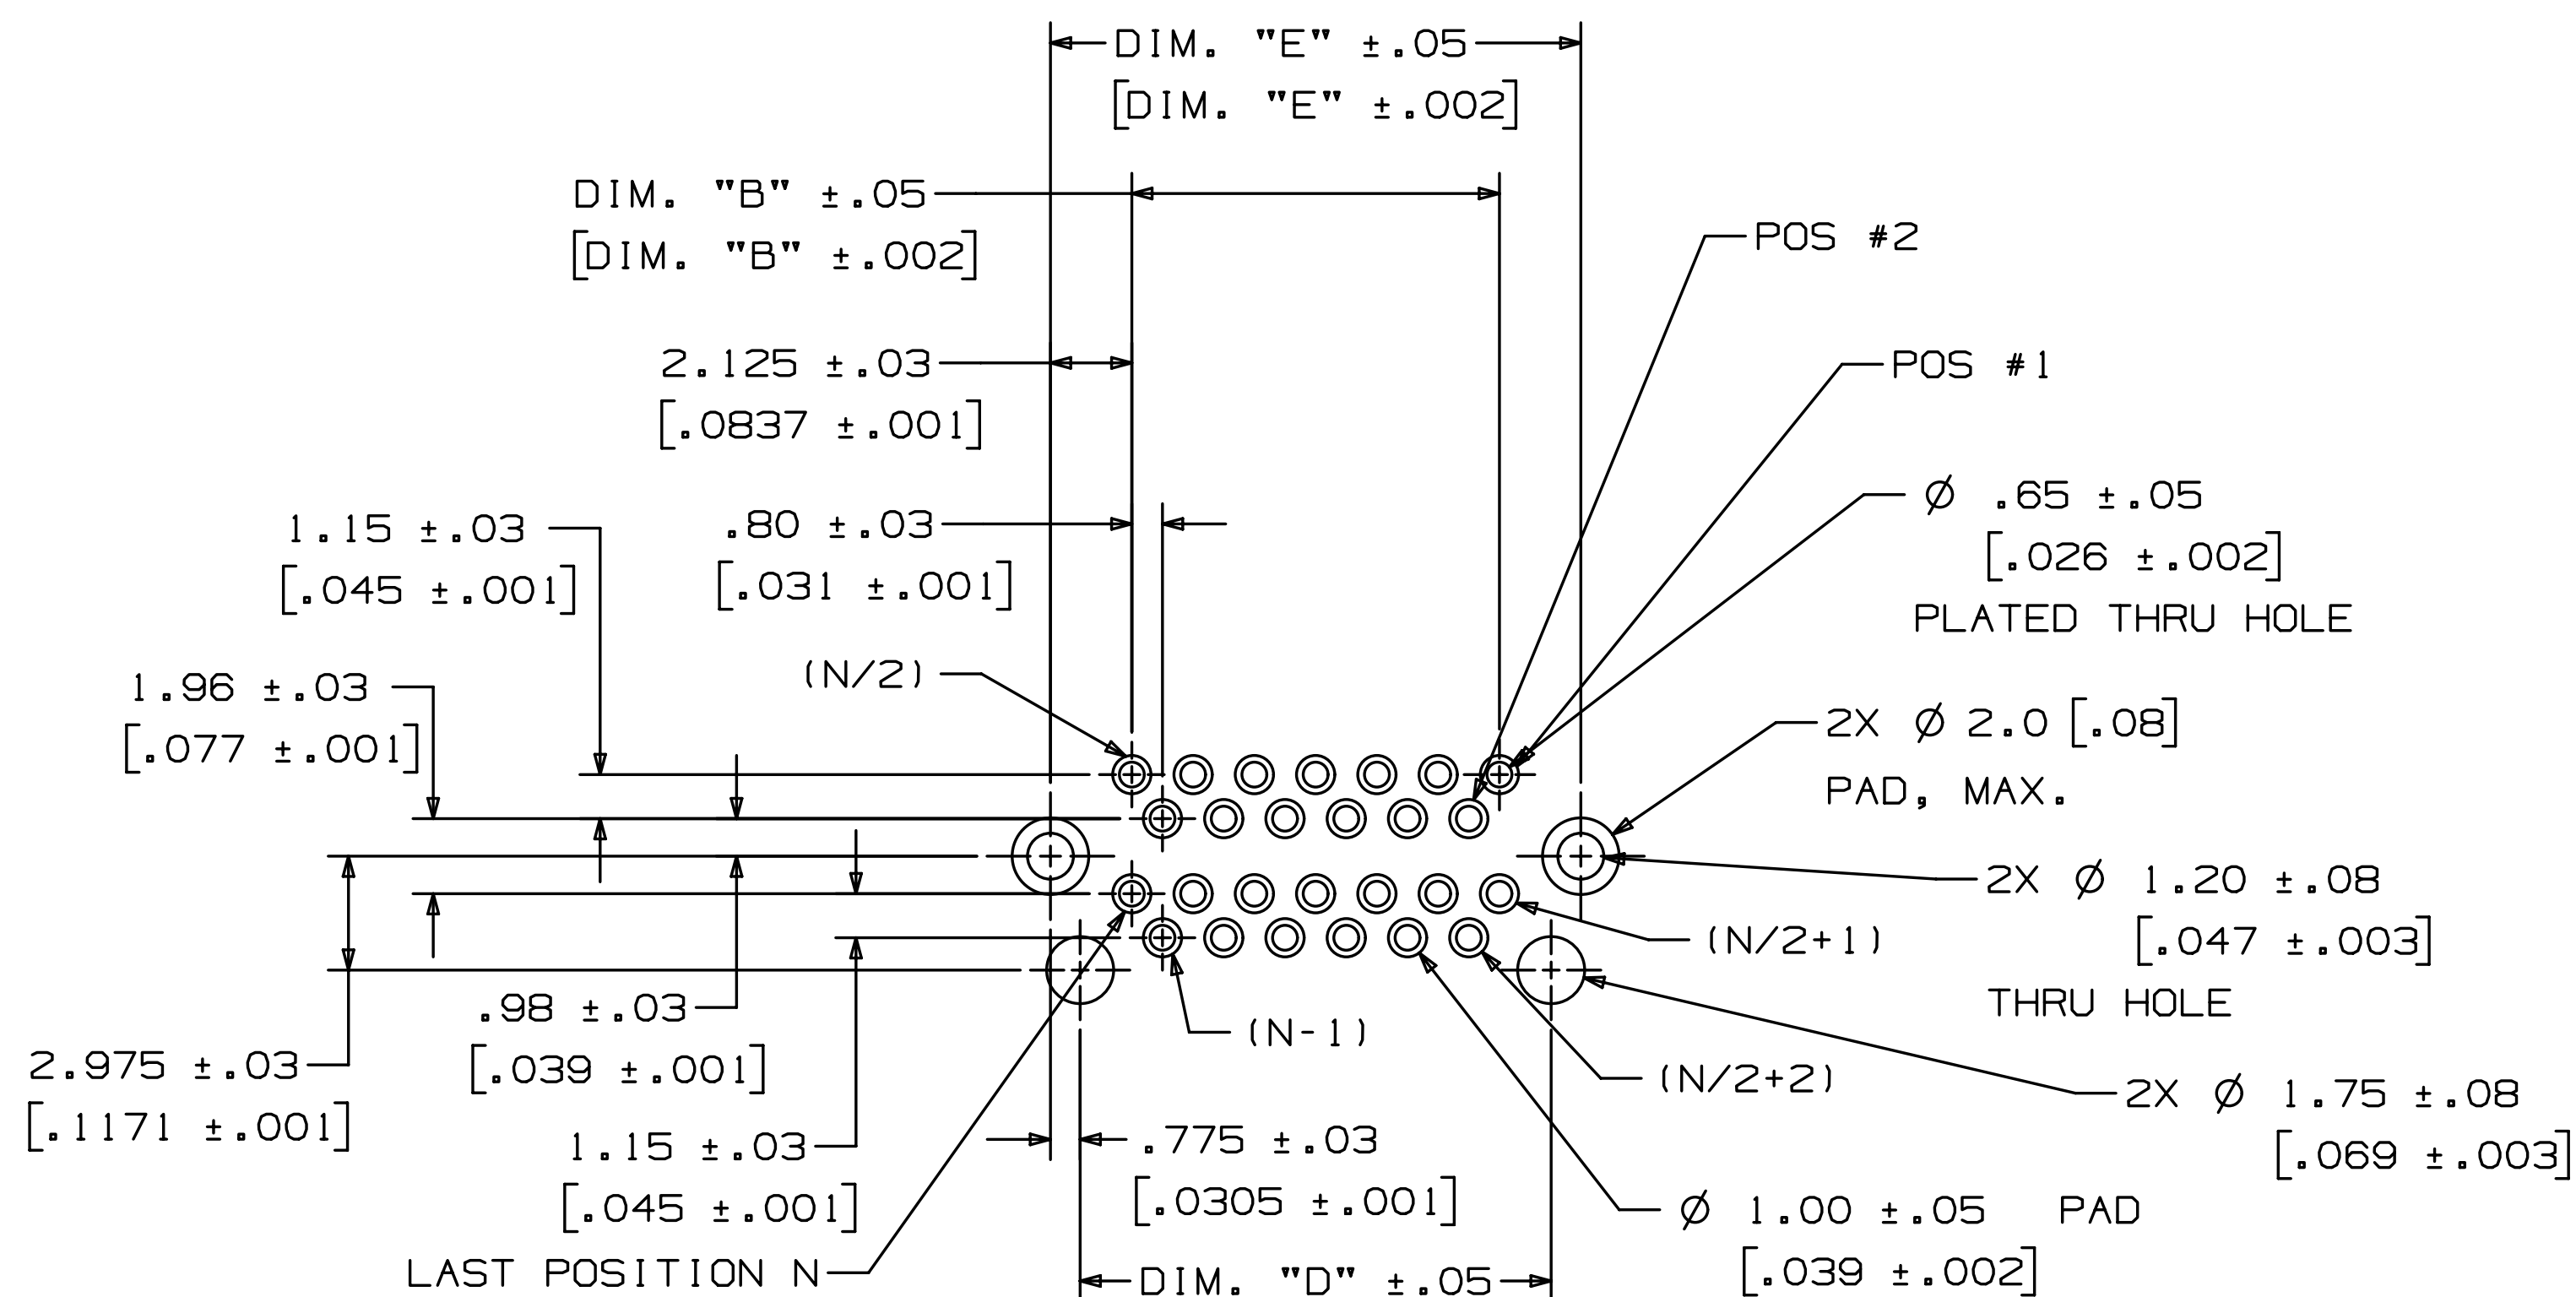 DIM. "E" ±.05
[DIM. "E" ±.002]
DIM. "B" ±.05
[DIM. "B" ±.002]
POS #2
2.125 ±.03
[.0837 ±.001]
POS #1
1.15 ±.03
[.045 ±.001]
.80 ±.03
[.031 ±.001]
Ø .65 ±.05
[.026 ±.002]
PLATED THRU HOLE
(N/2)
1.96 ±.03
[.077 ±.001]
2X Ø 2.0 [.08]
PAD, MAX.
2X Ø 1.20 ±.08
[.047 ±.003]
THRU HOLE
(N/2+1)
.98 ±.03
[.039 ±.001]
(N-1)
2.975 ±.03
[.1171 ±.001]
(N/2+2)
2X Ø 1.75 ±.08
[.069 ±.003]
1.15 ±.03
[.045 ±.001]
.775 ±.03
[.0305 ±.001]
Ø 1.00 ±.05 PAD
[.039 ±.002]
LAST POSITION N
DIM. "D" ±.05